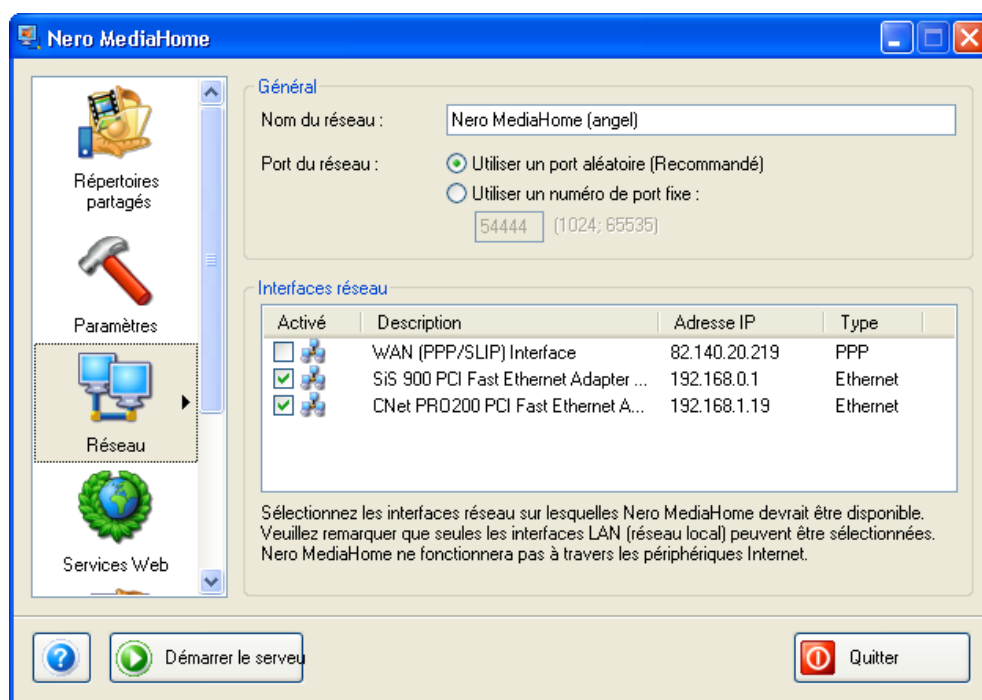 Nero MediaHome
Répertoires
partagés
Paramètres
Réseau
Services Web
Général
Nom du réseau :
Nero MediaHome (angel)
Port du réseau :
Utiliser un port aléatoire (Recommandé)
Utiliser un numéro de port fixe :
54444 (1024; 65535)
Interfaces réseau
Activé Description Adresse IP Type
WAN (PPP/SLIP) Interface 82.140.20.219 PPP
SiS 900 PCI Fast Ethernet Adapter ... 192.168.0.1 Ethernet
CNet PRO200 PCI Fast Ethernet A... 192.168.1.19 Ethernet
Sélectionnez les interfaces réseau sur lesquelles Nero MediaHome devrait être disponible.
Veuillez remarquer que seules les interfaces LAN (réseau local) peuvent être sélectionnées.
Nero MediaHome ne fonctionnera pas à travers les périphériques Internet.
? Démarrer le serveu Quitter